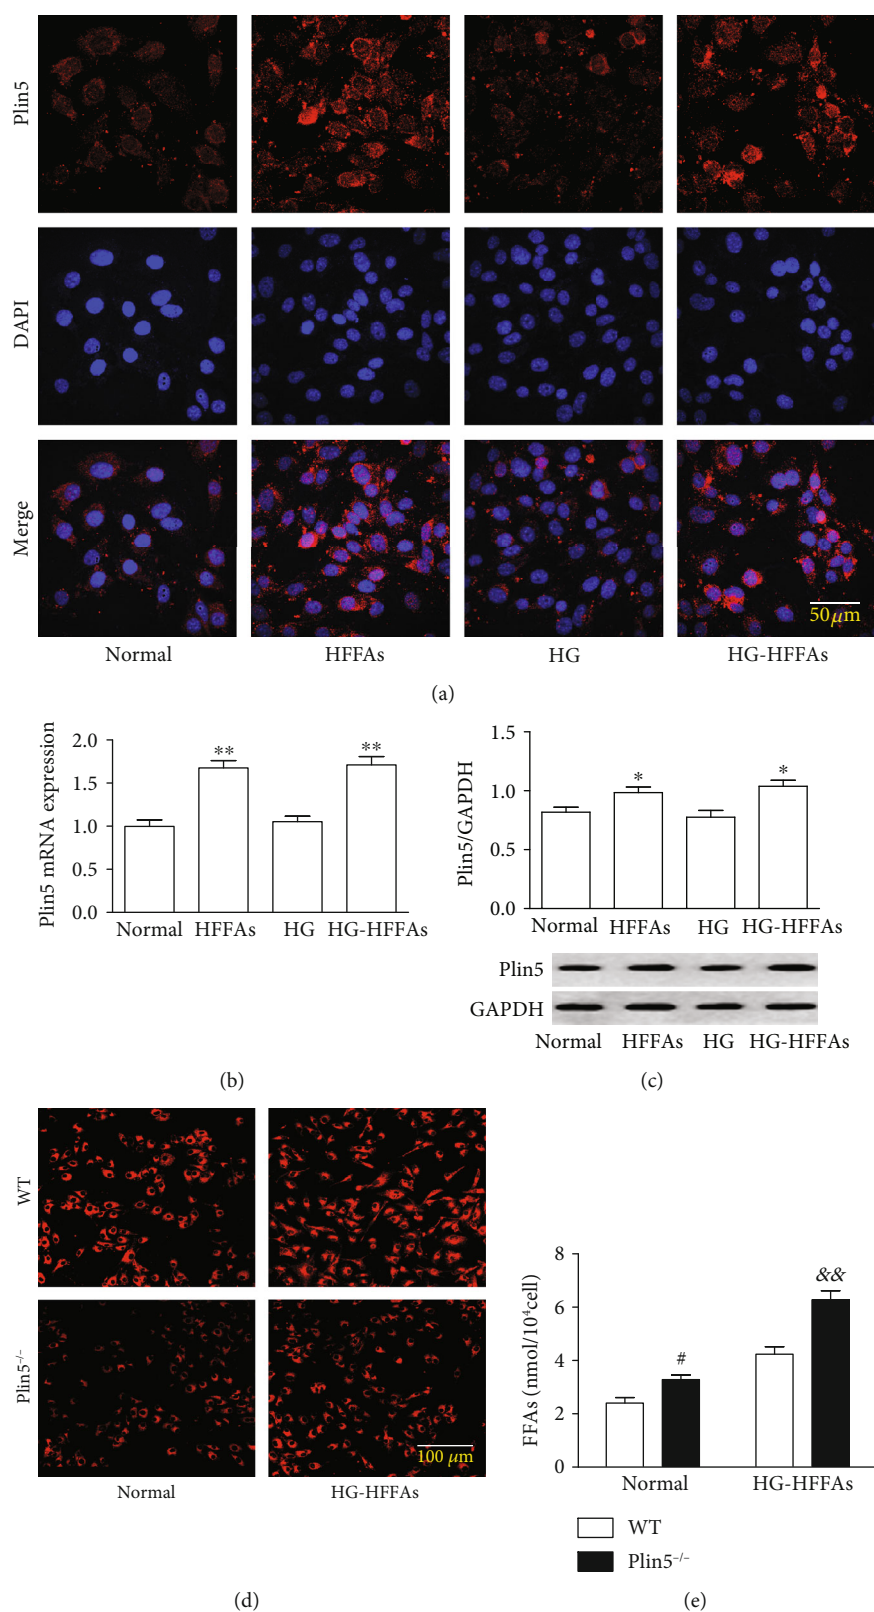 Plin5
DAPI
Merge
50 μm
Normal HFFAs HG HG-HFFAs
(a)
Plin5 mRNA expression
2.0
1.5
1.0
0.5
0.0
** **
Normal HFFAs HG HG-HFFAs
(b)
Plin5/GAPDH
1.5
1.0
0.5
0.0
* *
Normal HFFAs HG HG-HFFAs
Plin5
GAPDH
Normal HFFAs HG HG-HFFAs
(c)
WT
Plin5⁻/⁻
100 μm
Normal HG-HFFAs
(d)
FFAs (nmol/10⁴cell)
8
6
4
2
0
# &&
Normal HG-HFFAs
WT
Plin5⁻/⁻
(e)